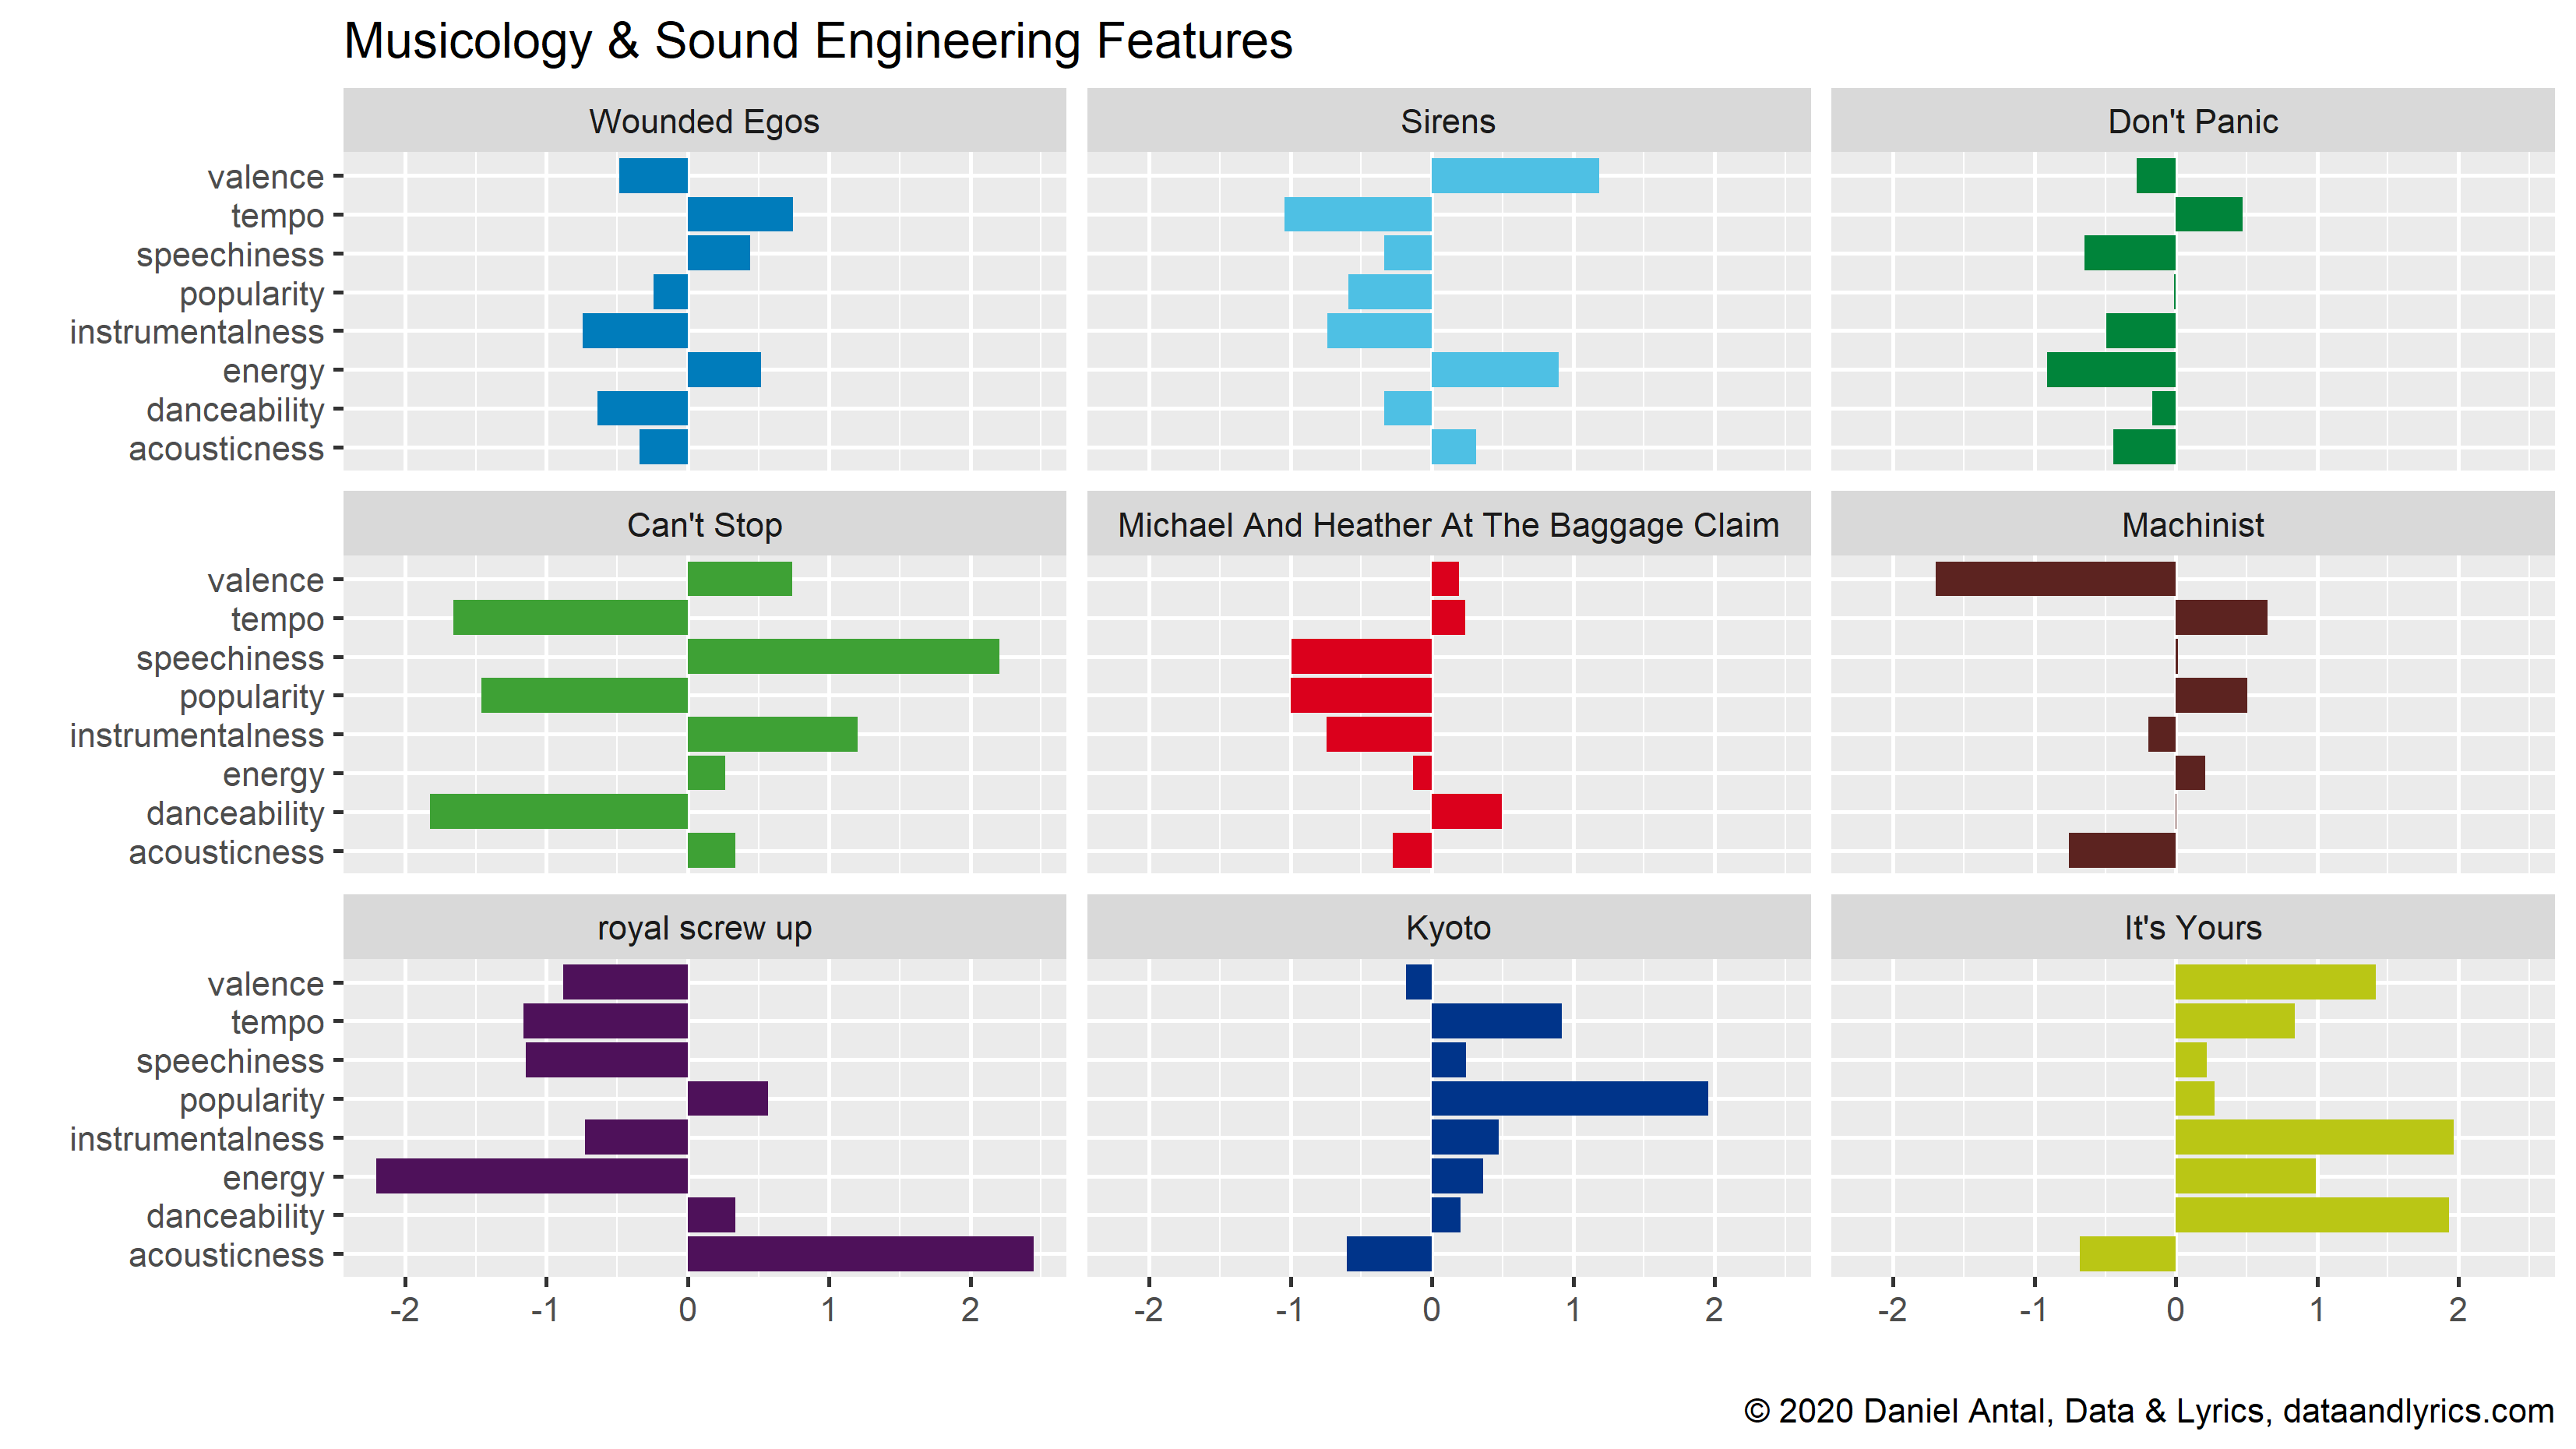 Musicology & Sound Engineering Features
Wounded Egos
Sirens
Don't Panic
valence
tempo
speechiness
popularity
instrumentalness
energy
danceability
acousticness
Can't Stop
Michael And Heather At The Baggage Claim
Machinist
valence
tempo
speechiness
popularity
instrumentalness
energy
danceability
acousticness
royal screw up
Kyoto
It's Yours
valence
tempo
speechiness
popularity
instrumentalness
energy
danceability
acousticness
-2 -1 0 1 2
-2 -1 0 1 2
-2 -1 0 1 2
© 2020 Daniel Antal, Data & Lyrics, dataandlyrics.com